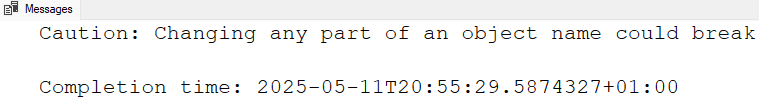 Messages
Caution: Changing any part of an object name could break
Completion time: 2025-05-11T20:55:29.5874327+01:00